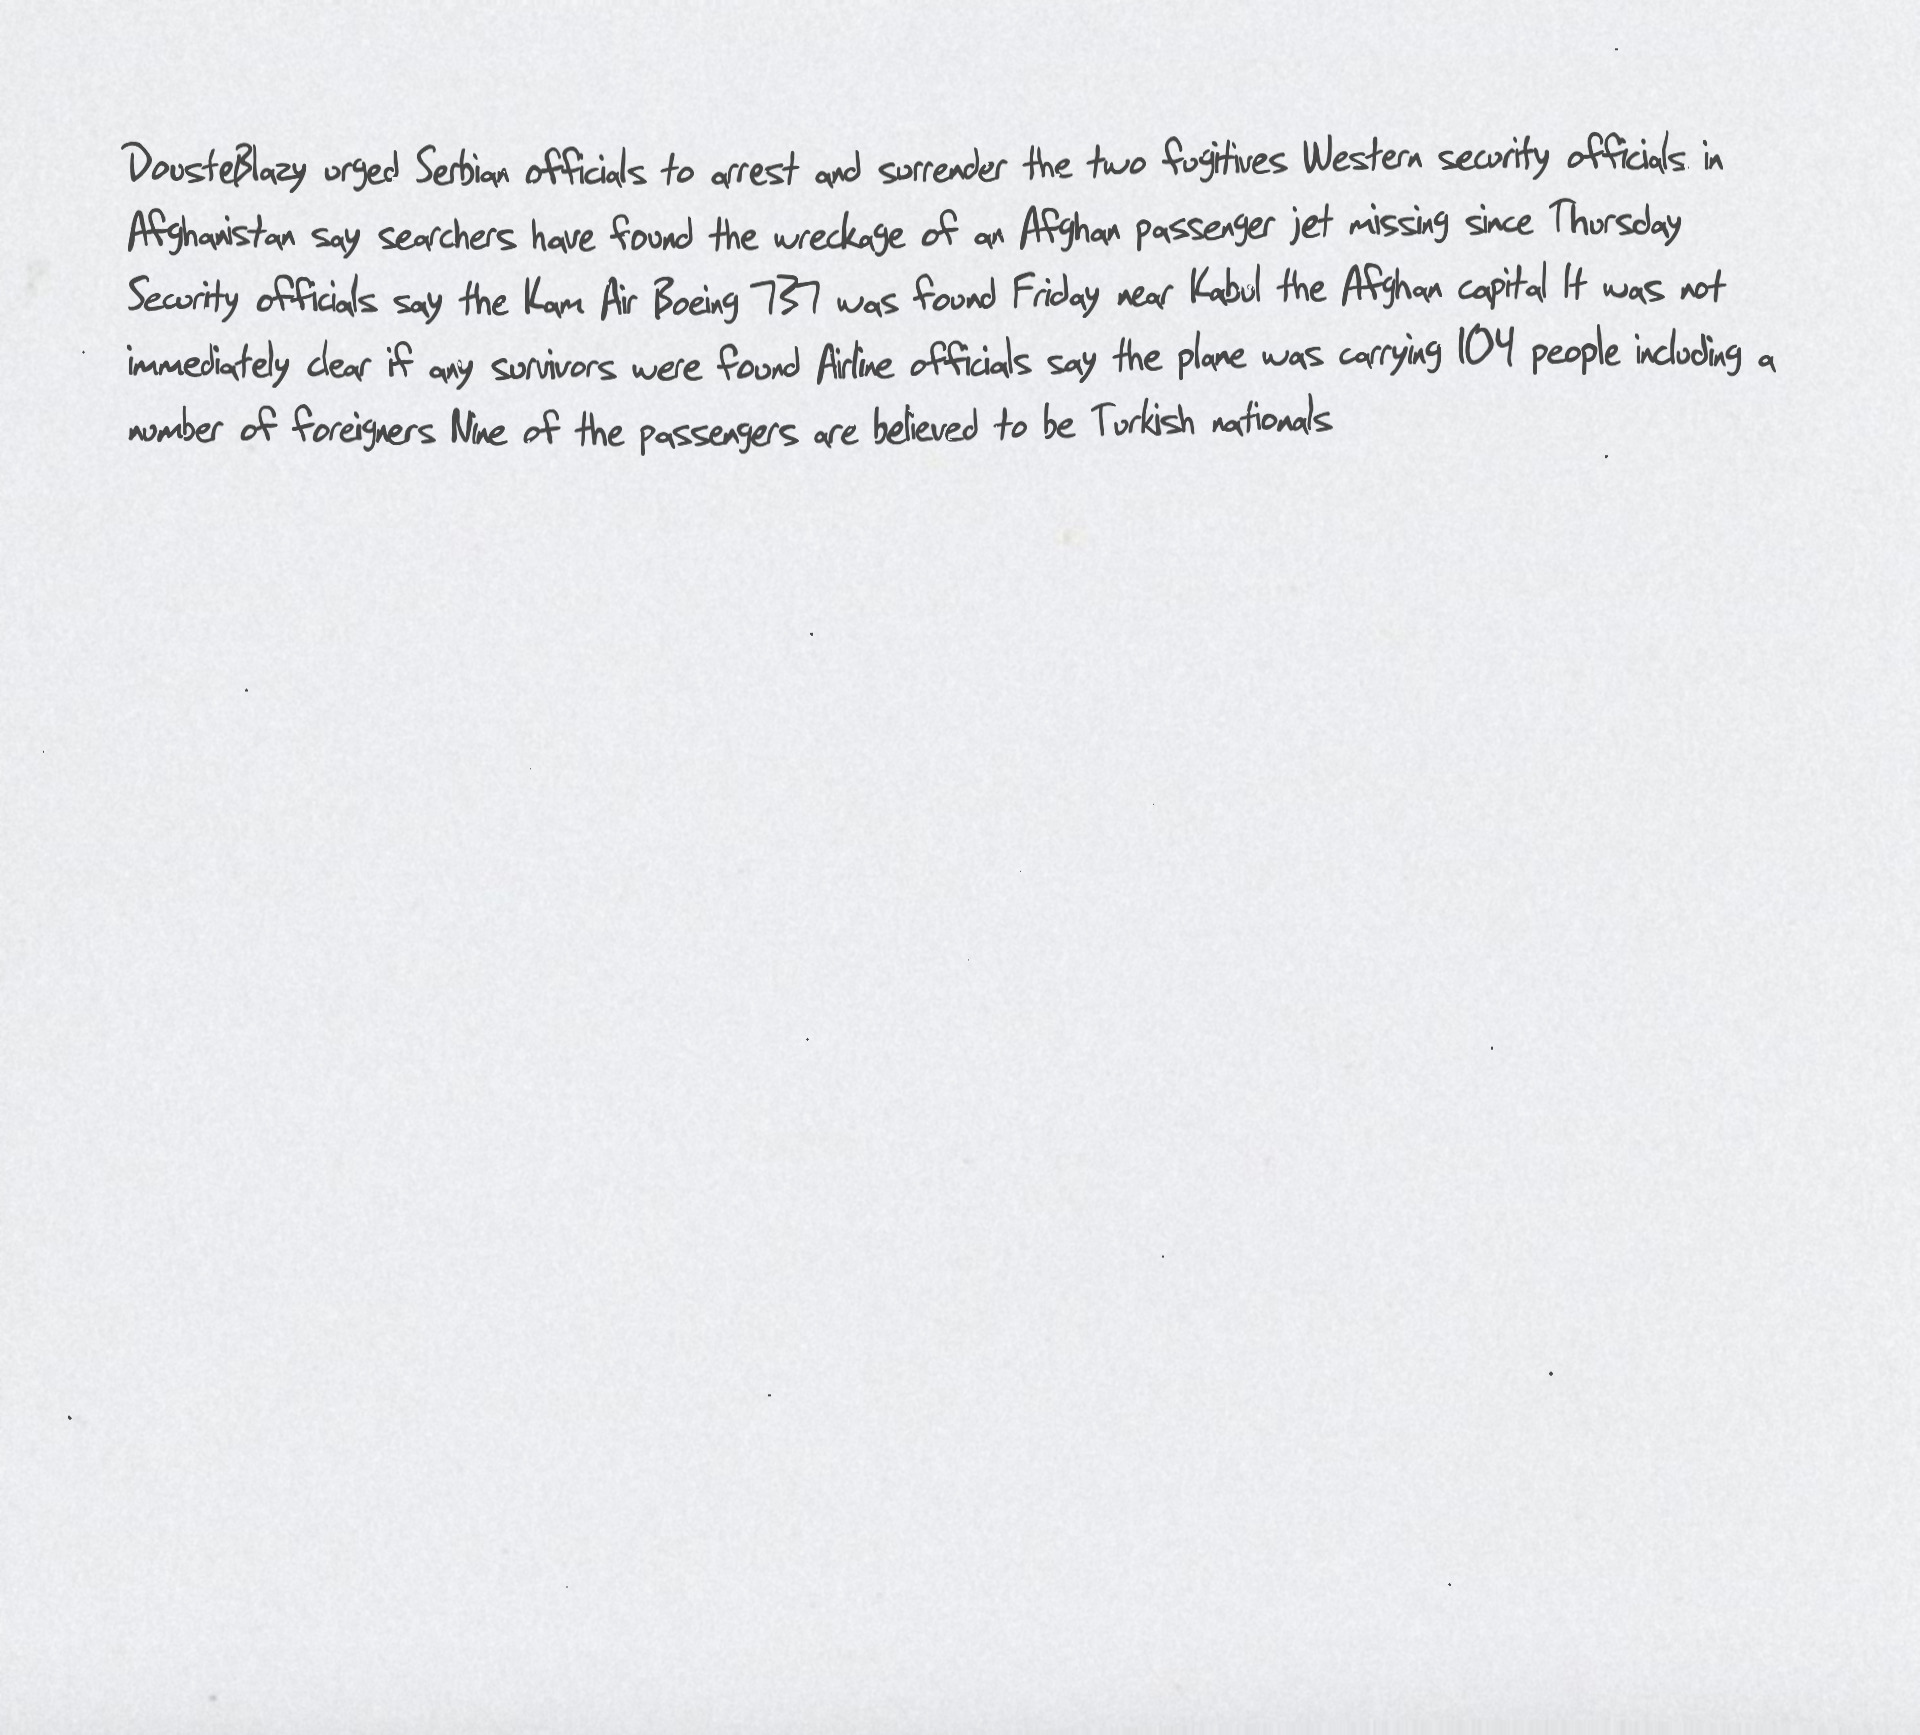 DousteBlazy urged Serbian officials to arrest and surrender the two fugitives Western security officials in
Afghanistan say searchers have found the wreckage of an Afghan passenger jet missing since Thursday
Security officials say the Kam Air Boeing 737 was found Friday near Kabul the Afghan capital It was not
immediately clear if any survivors were found Airline officials say the plane was carrying 104 people including a
number of foreigners Nine of the passengers are believed to be Turkish nationals